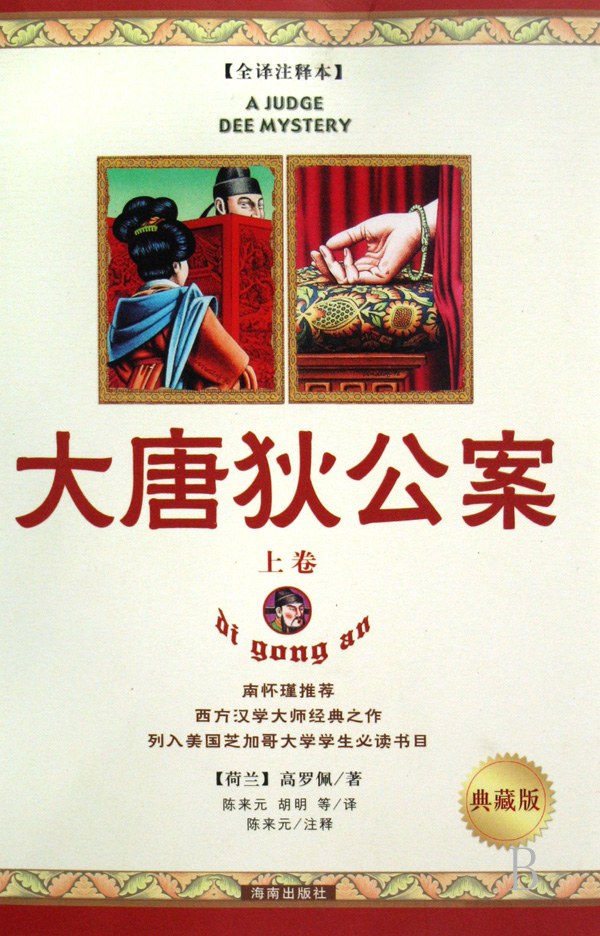 【全译注释本】
A JUDGE
DEE MYSTERY
大唐狄公案
上卷
di gong an
南怀瑾推荐
西方汉学大师经典之作
列入美国芝加哥大学学生必读书目
【荷兰】高罗佩/著
陈来元 胡明 等/译
陈来元/注释
典藏版
B
海南出版社